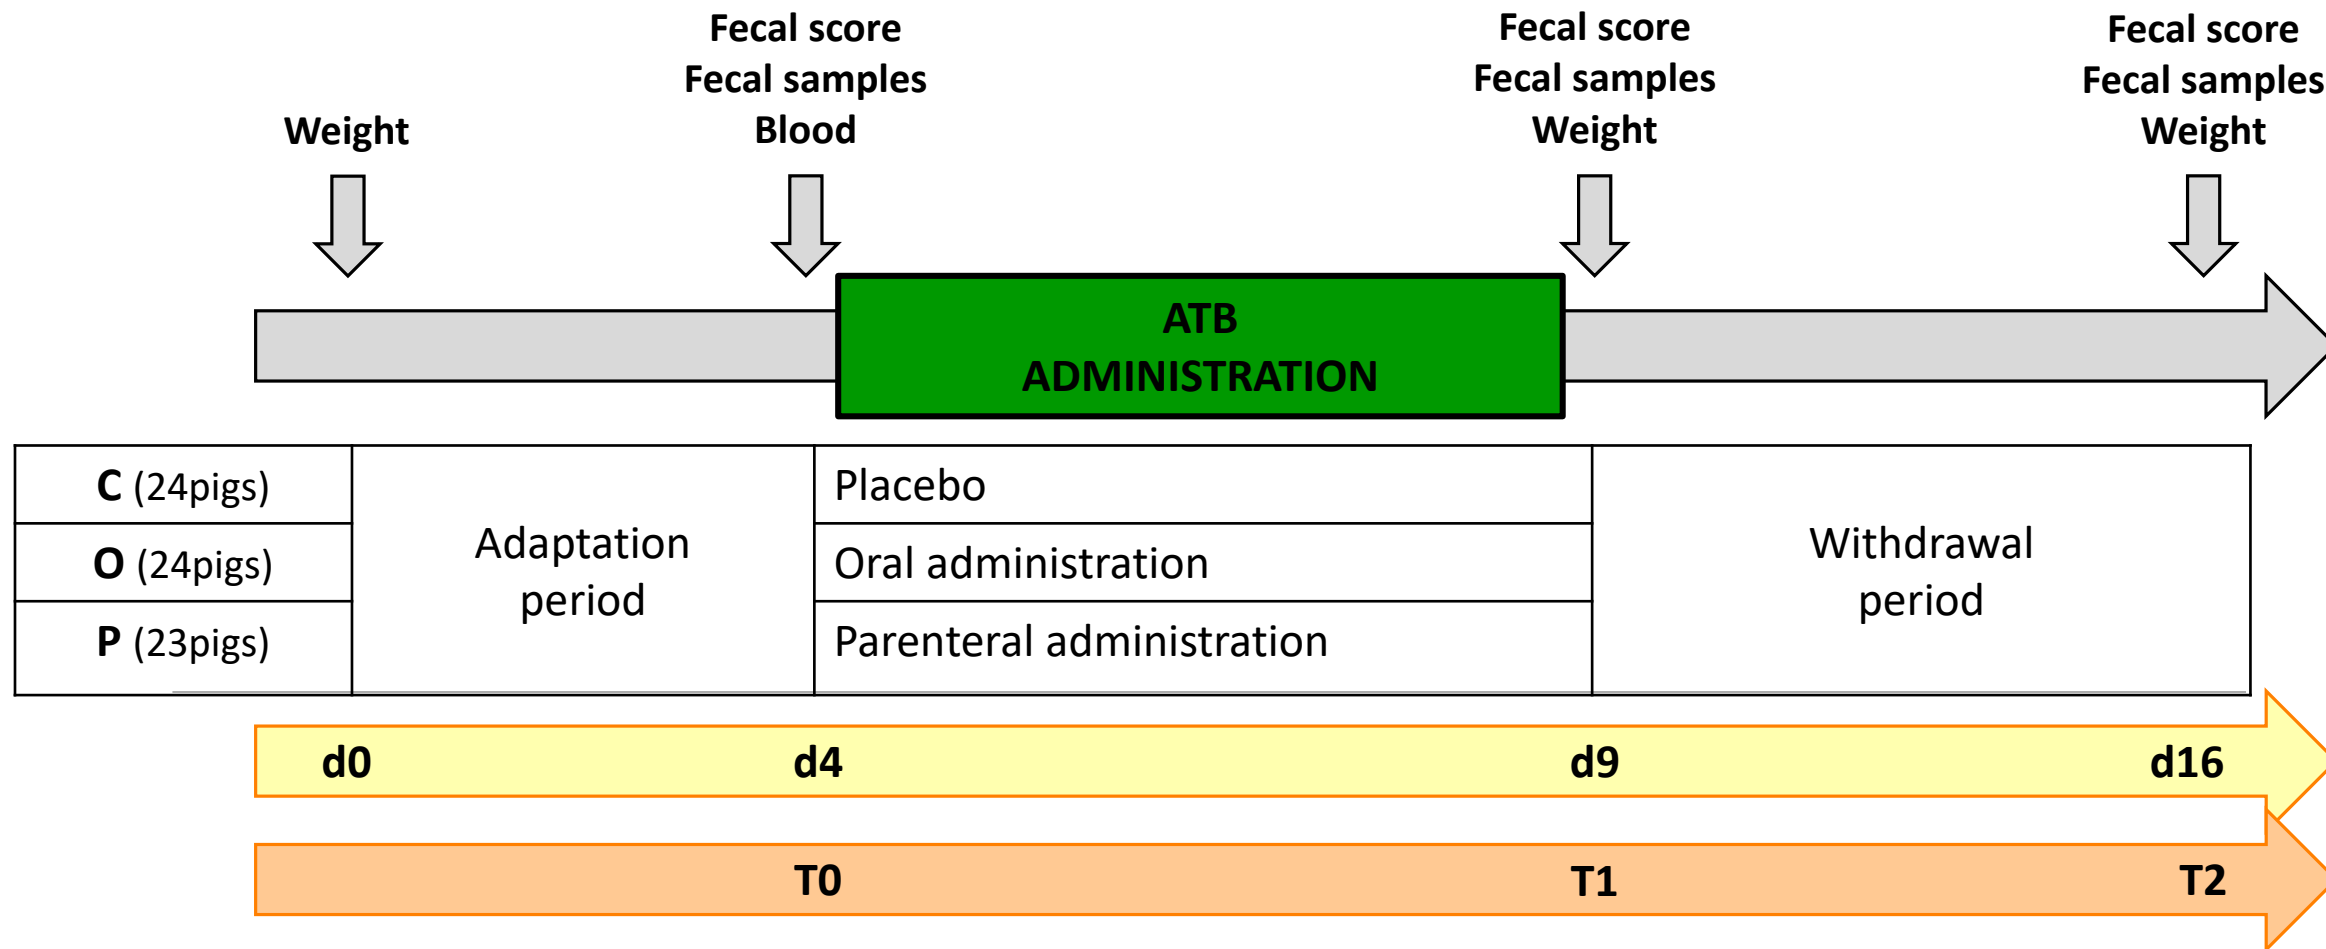 Weight
Fecal score
Fecal samples
Blood
Fecal score
Fecal samples
Weight
Fecal score
Fecal samples
Weight
ATB
ADMINISTRATION
C (24pigs)
O (24pigs)
P (23pigs)
Adaptation
period
Placebo
Oral administration
Parenteral administration
Withdrawal
period
d0 d4 d9 d16
T0 T1 T2